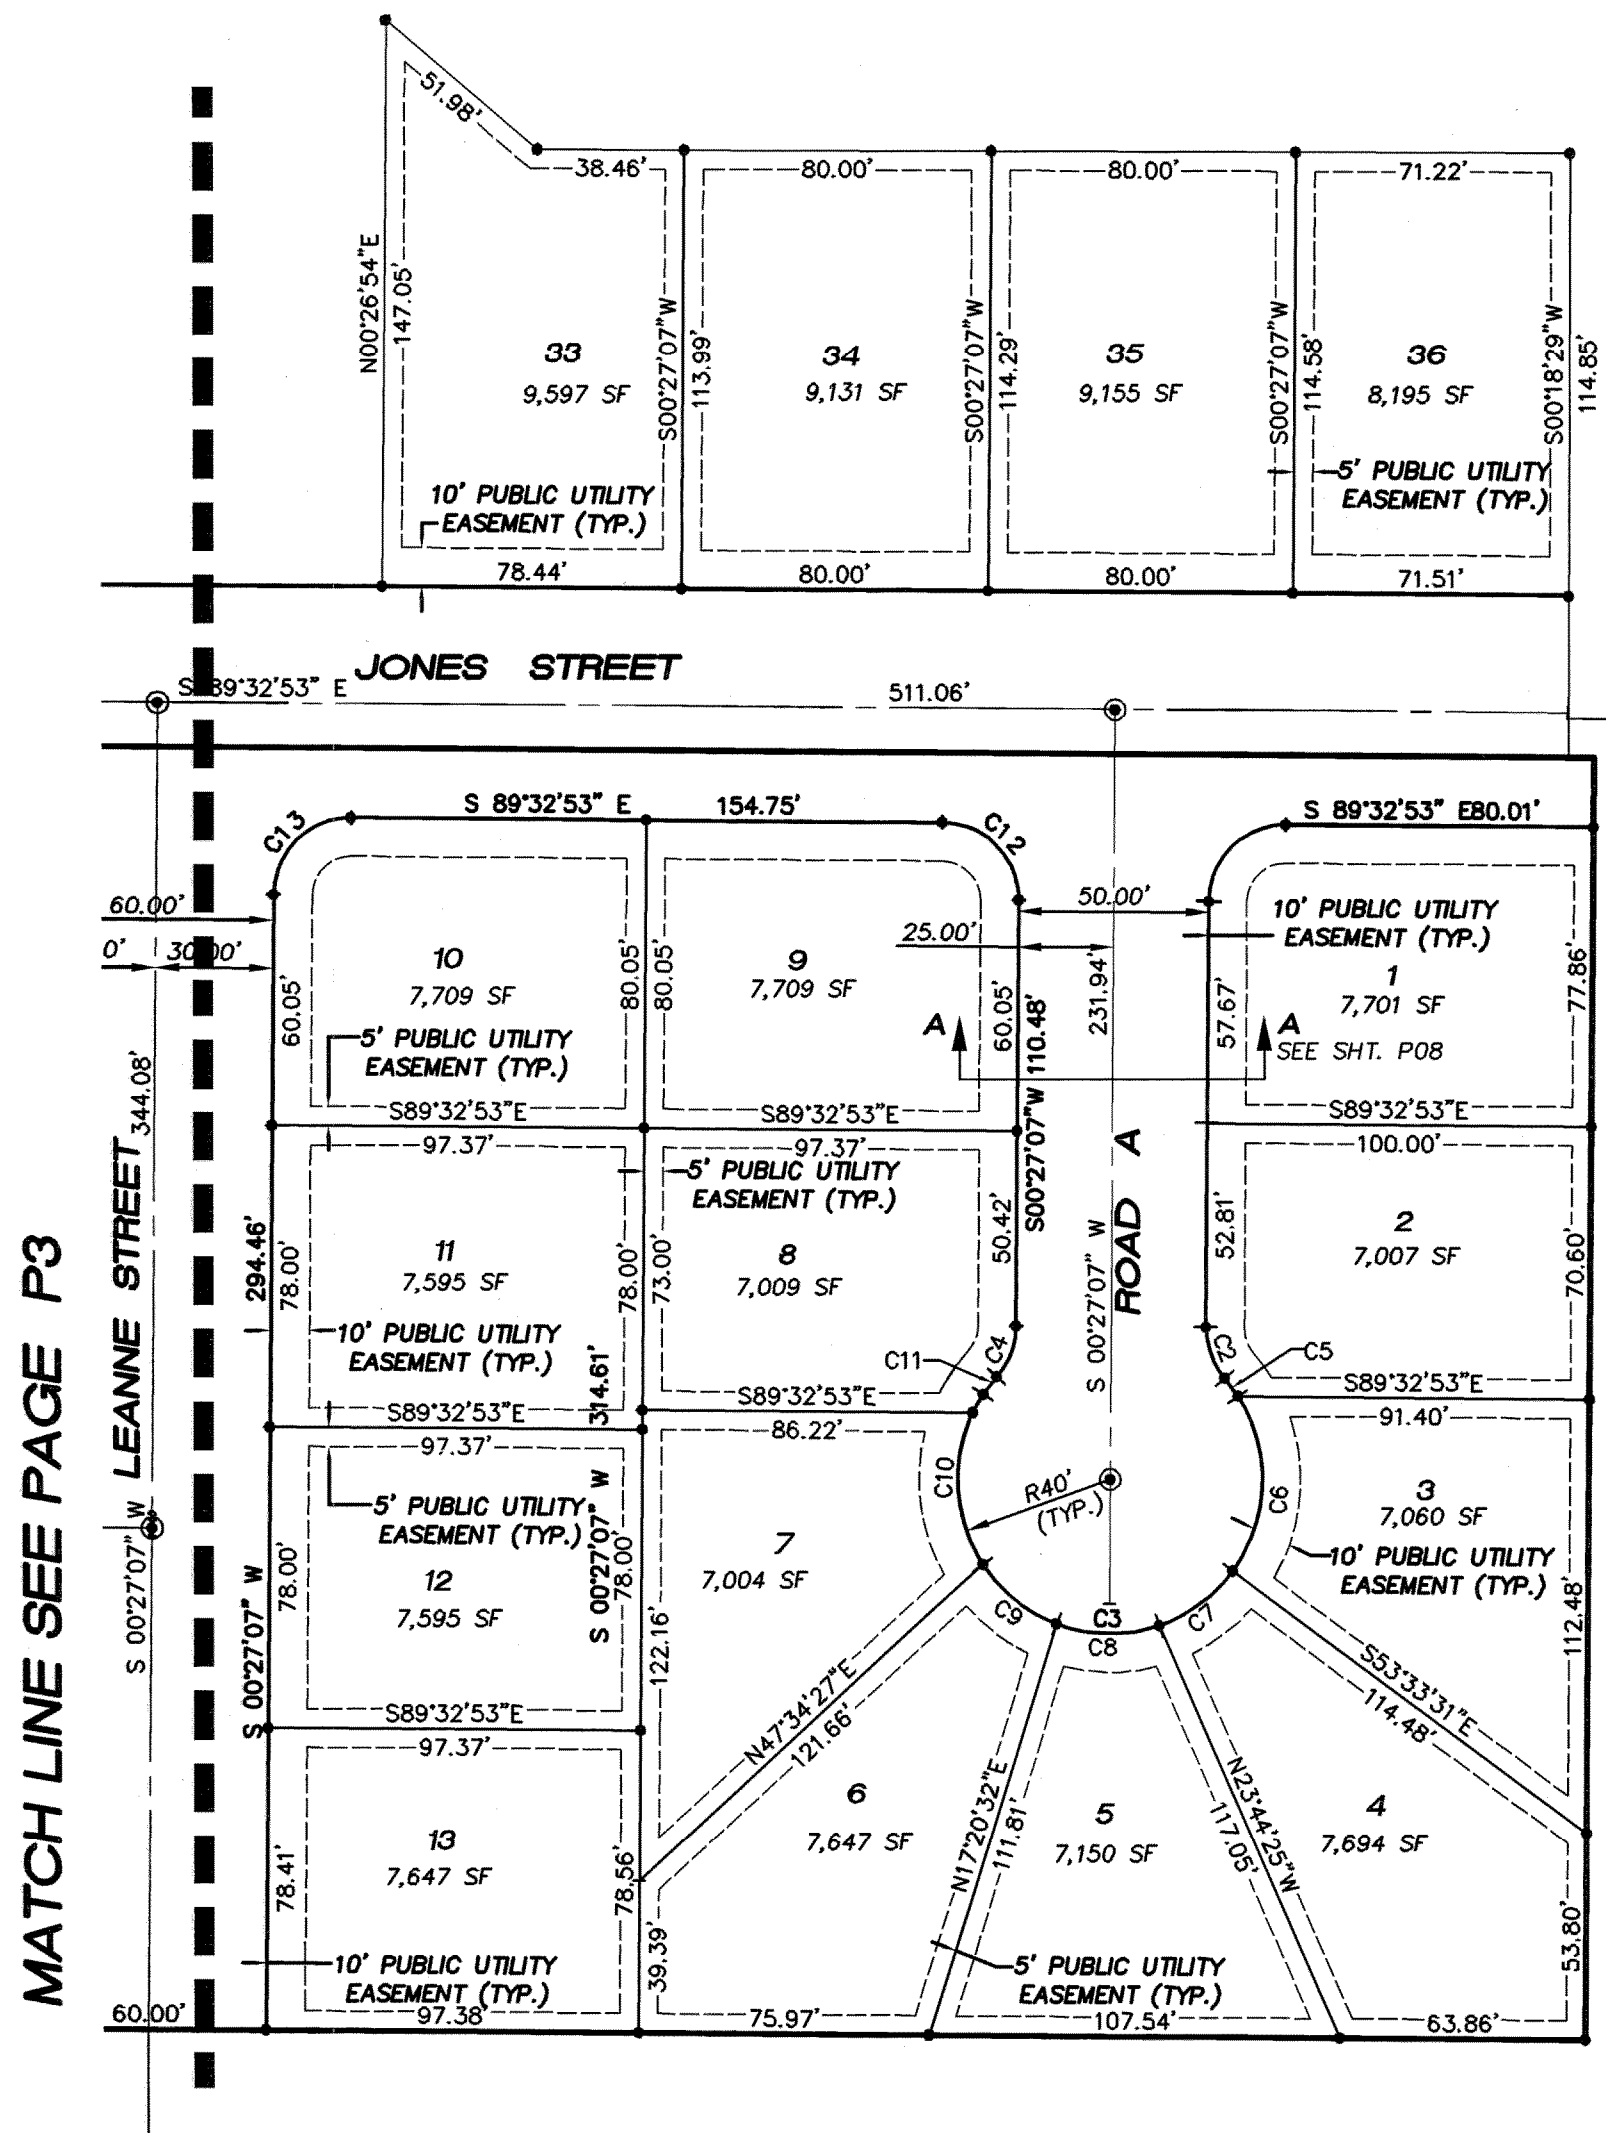 51.98'
38.46'
80.00'
80.00'
71.22'
N00°26'54"E
147.05'
S00°27'07"W
113.99'
S00°27'07"W
114.29'
S00°27'07"W
114.58'
S00°18'29"W
114.85'
33
9,597 SF
34
9,131 SF
35
9,155 SF
36
8,195 SF
10' PUBLIC UTILITY
EASEMENT (TYP.)
5' PUBLIC UTILITY
EASEMENT (TYP.)
78.44'
80.00'
80.00'
71.51'
JONES STREET
S 89°32'53" E
511.06'
S 89°32'53" E
154.75'
S 89°32'53" E80.01'
C13
C12
60.00'
0'
30.00'
50.00'
25.00'
10' PUBLIC UTILITY
EASEMENT (TYP.)
10
7,709 SF
9
7,709 SF
1
7,701 SF
60.05'
80.05'
80.05'
60.05'
S00°27'07"W 110.48'
231.94'
57.67'
77.86'
A
A
SEE SHT. P08
5' PUBLIC UTILITY
EASEMENT (TYP.)
S89°32'53"E
S89°32'53"E
S89°32'53"E
97.37'
97.37'
100.00'
5' PUBLIC UTILITY
EASEMENT (TYP.)
MATCH LINE SEE PAGE P3
LEANNE STREET
344.08'
S 00°27'07" W
294.46'
S 00°27'07" W
11
7,595 SF
8
7,009 SF
2
7,007 SF
78.00'
78.00'
73.00'
50.42'
S 00°27'07" W
ROAD A
52.81'
70.60'
10' PUBLIC UTILITY
EASEMENT (TYP.)
314.61'
S 00°27'07" W
C11
C4
C2
C5
S89°32'53"E
S89°32'53"E
S89°32'53"E
97.37'
86.22'
91.40'
5' PUBLIC UTILITY
EASEMENT (TYP.)
C10
R40'
(TYP.)
C6
12
7,595 SF
7
7,004 SF
3
7,060 SF
10' PUBLIC UTILITY
EASEMENT (TYP.)
78.00'
78.00'
122.16'
112.48'
C9
C3
C8
C7
S89°32'53"E
97.37'
N47°34'27"E
121.66'
S53°33'31"E
114.48'
13
7,647 SF
6
7,647 SF
5
7,150 SF
4
7,694 SF
78.41'
78.56'
39.39'
N17°20'32"E
111.81'
N23°44'25"W
117.05'
53.80'
10' PUBLIC UTILITY
EASEMENT (TYP.)
5' PUBLIC UTILITY
EASEMENT (TYP.)
60.00'
97.38'
75.97'
107.54'
63.86'